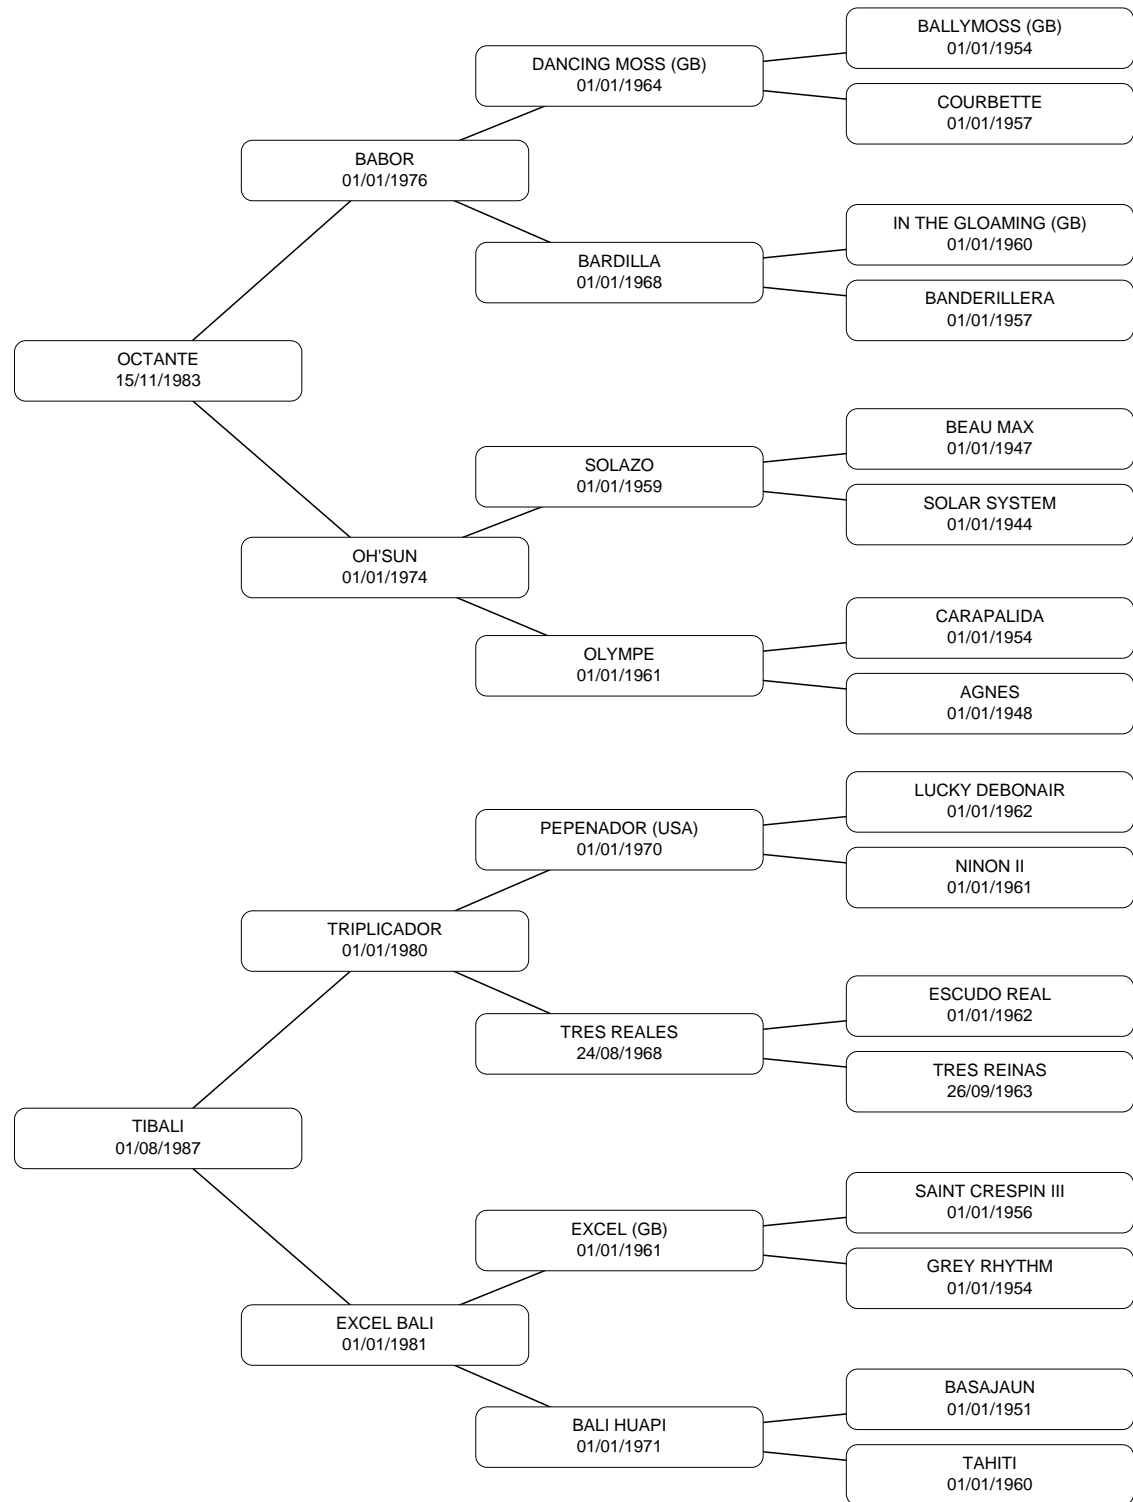 BALLYMOSS (GB)
01/01/1954
DANCING MOSS (GB)
01/01/1964
COURBETTE
01/01/1957
BABOR
01/01/1976
IN THE GLOAMING (GB)
01/01/1960
BARDILLA
01/01/1968
BANDERILLERA
01/01/1957
OCTANTE
15/11/1983
BEAU MAX
01/01/1947
SOLAZO
01/01/1959
SOLAR SYSTEM
01/01/1944
OH'SUN
01/01/1974
CARAPALIDA
01/01/1954
OLYMPE
01/01/1961
AGNES
01/01/1948
LUCKY DEBONAIR
01/01/1962
PEPENADOR (USA)
01/01/1970
NINON II
01/01/1961
TRIPLICADOR
01/01/1980
ESCUDO REAL
01/01/1962
TRES REALES
24/08/1968
TRES REINAS
26/09/1963
TIBALI
01/08/1987
SAINT CRESPIN III
01/01/1956
EXCEL (GB)
01/01/1961
GREY RHYTHM
01/01/1954
EXCEL BALI
01/01/1981
BASAJAUN
01/01/1951
BALI HUAPI
01/01/1971
TAHITI
01/01/1960